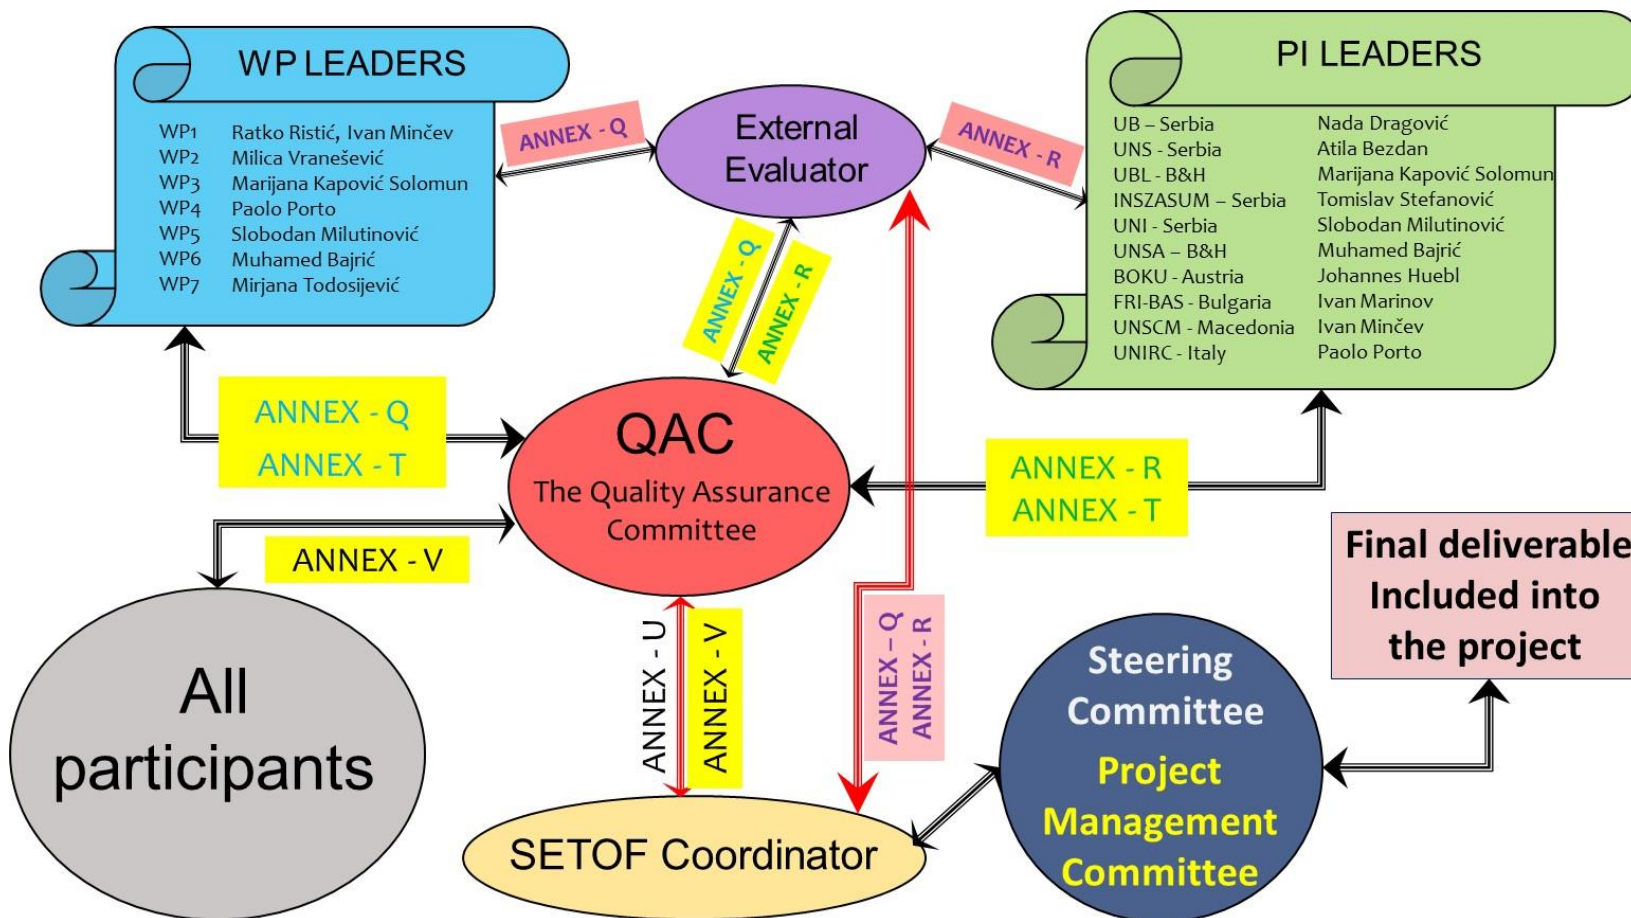 WP LEADERS
WP1 Ratko Ristić, Ivan Minčev
WP2 Milica Vranešević
WP3 Marijana Kapović Solomun
WP4 Paolo Porto
WP5 Slobodan Milutinović
WP6 Muhamed Bajrić
WP7 Mirjana Todosijević
ANNEX - Q
External
Evaluator
ANNEX - R
PI LEADERS
UB – Serbia Nada Dragović
UNS - Serbia Atila Bezdan
UBL - B&H Marijana Kapović Solomun
INSZASUM – Serbia Tomislav Stefanović
UNI - Serbia Slobodan Milutinović
UNSA – B&H Muhamed Bajrić
BOKU - Austria Johannes Huebl
FRI-BAS - Bulgaria Ivan Marinov
UNSCM - Macedonia Ivan Minčev
UNIRC - Italy Paolo Porto
ANNEX - Q
ANNEX - R
ANNEX - Q
ANNEX - T
QAC
The Quality Assurance
Committee
ANNEX - R
ANNEX - T
ANNEX - V
All
participants
ANNEX - U
ANNEX - V
ANNEX – Q
ANNEX - R
SETOF Coordinator
Steering
Committee
Project
Management
Committee
Final deliverable
Included into
the project